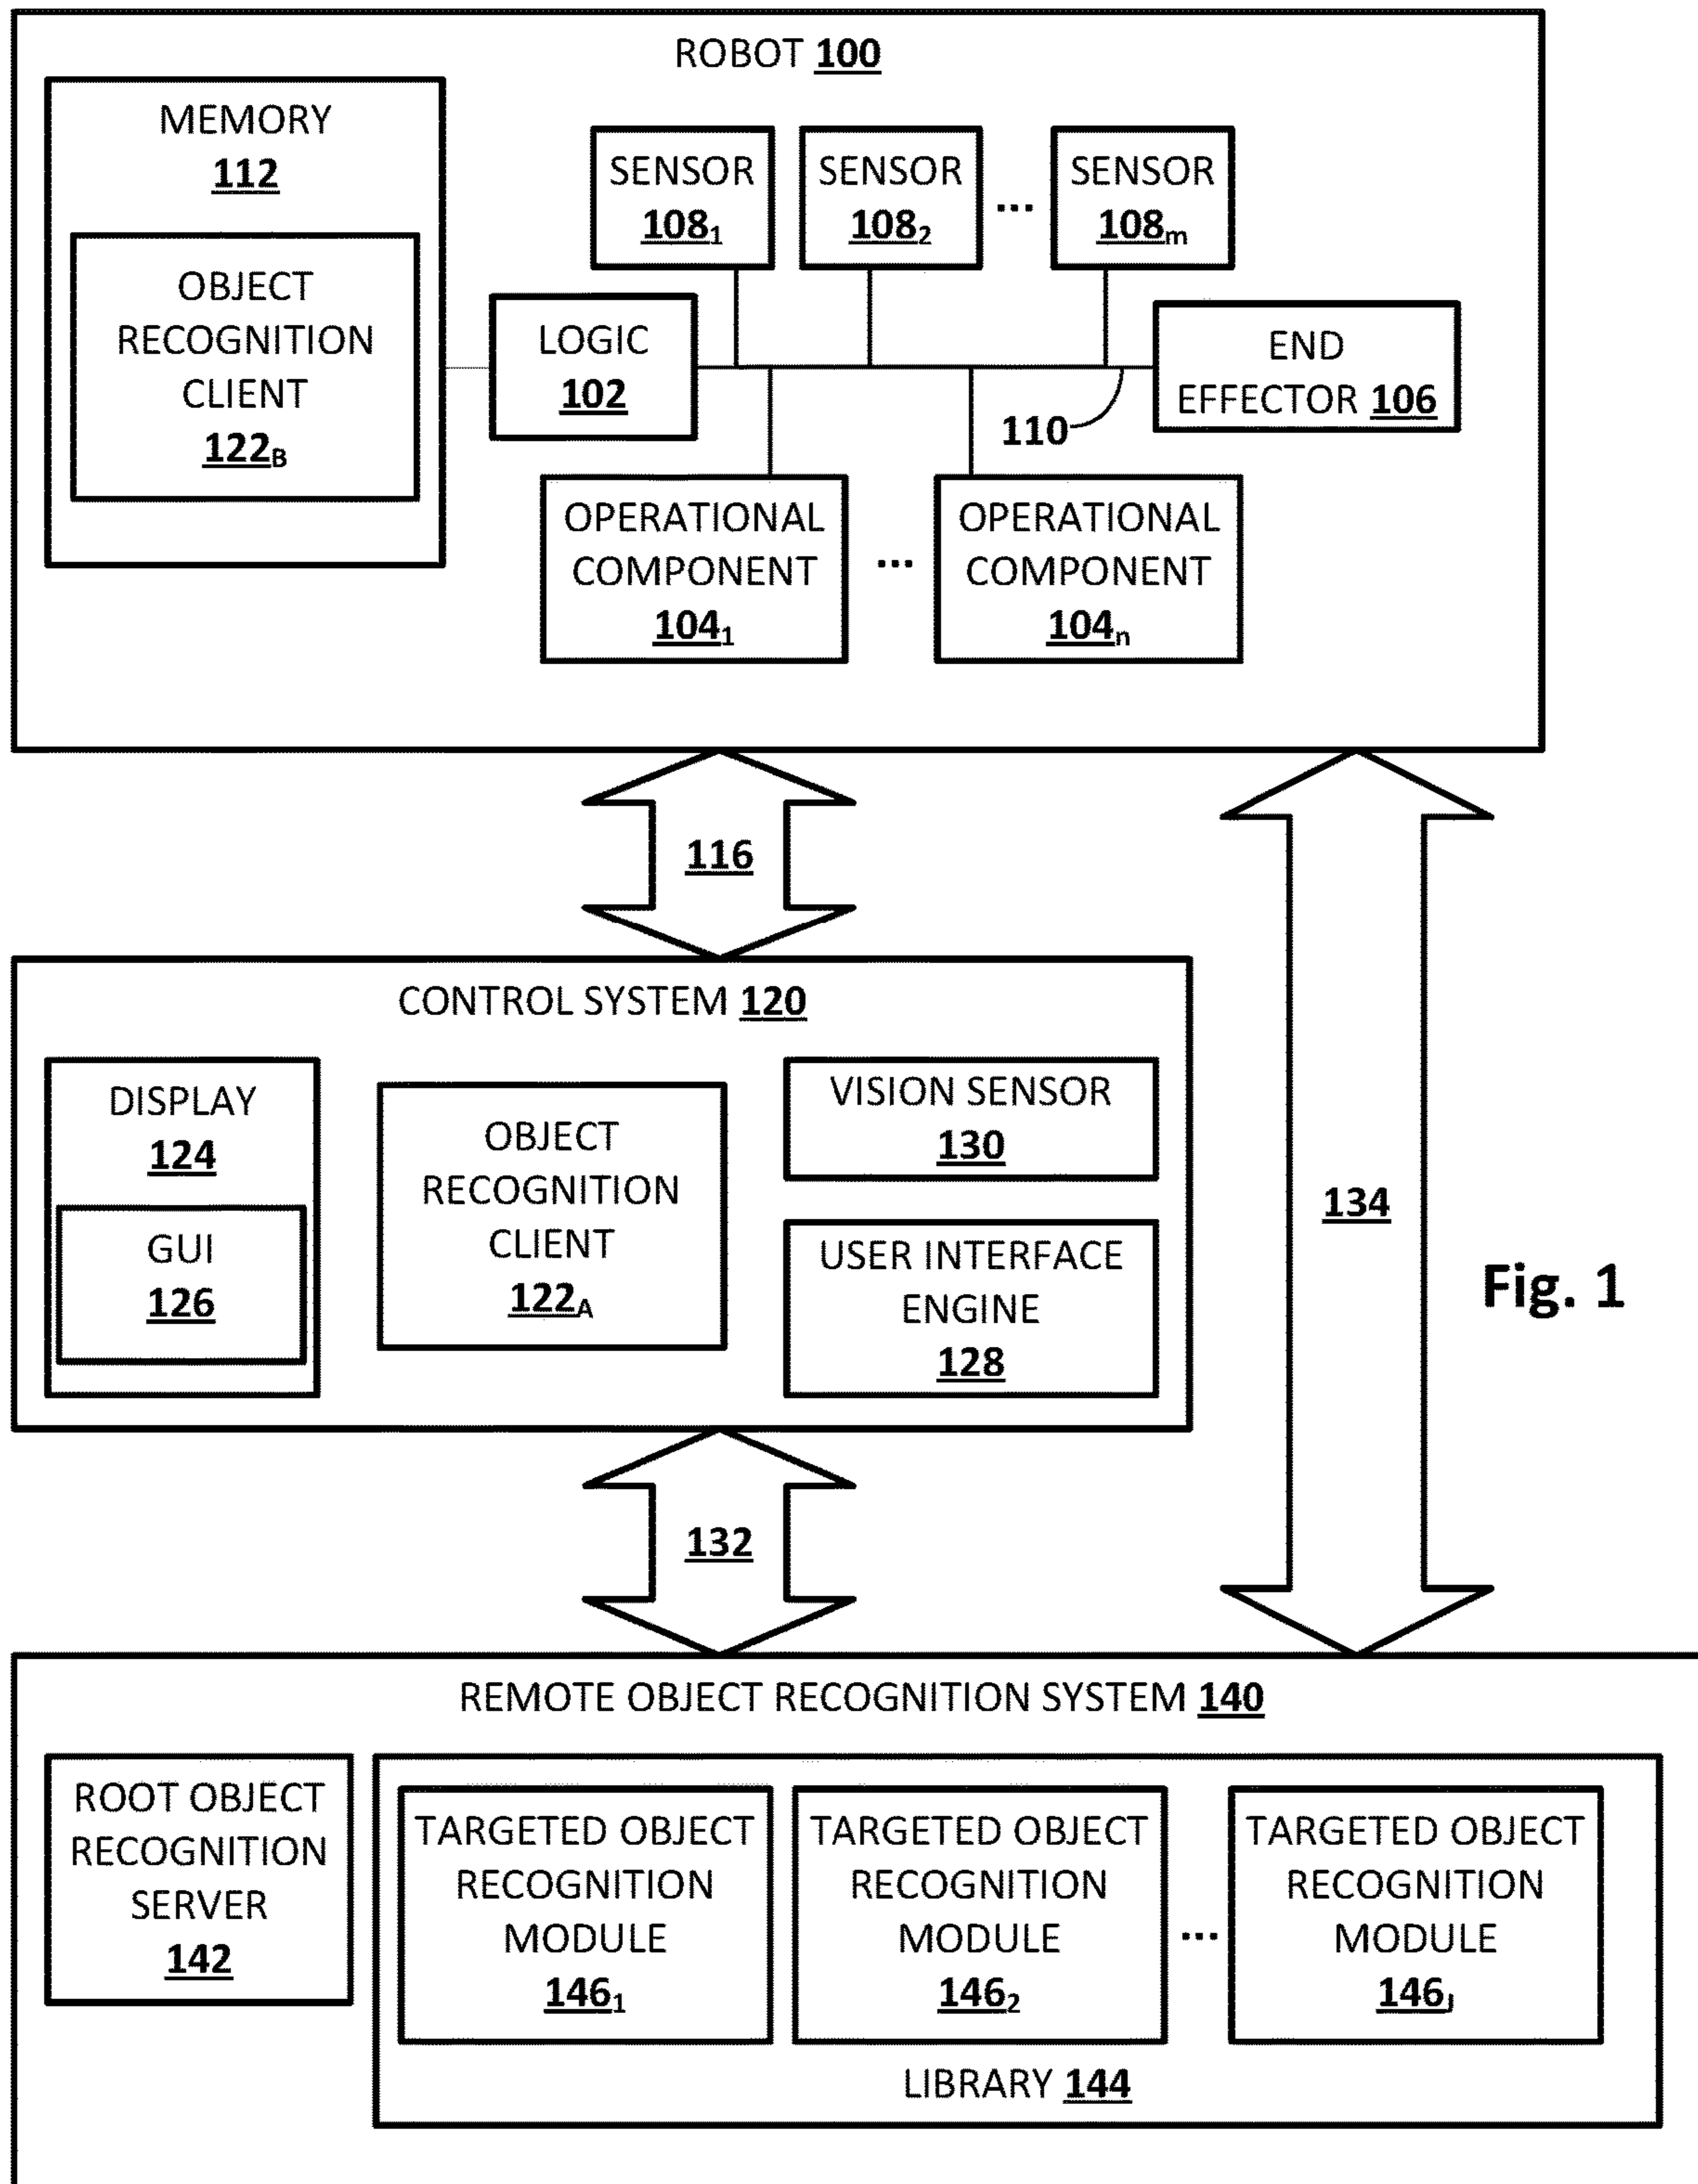 ROBOT 100
MEMORY
112
OBJECT
RECOGNITION
CLIENT
122B
SENSOR
1081
SENSOR
1082
...
SENSOR
108m
LOGIC
102
END
EFFECTOR 106
110
OPERATIONAL
COMPONENT
1041
...
OPERATIONAL
COMPONENT
104n
116
134
CONTROL SYSTEM 120
DISPLAY
124
GUI
126
OBJECT
RECOGNITION
CLIENT
122A
VISION SENSOR
130
USER INTERFACE
ENGINE
128
Fig. 1
132
REMOTE OBJECT RECOGNITION SYSTEM 140
ROOT OBJECT
RECOGNITION
SERVER
142
TARGETED OBJECT
RECOGNITION
MODULE
1461
TARGETED OBJECT
RECOGNITION
MODULE
1462
...
TARGETED OBJECT
RECOGNITION
MODULE
146J
LIBRARY 144